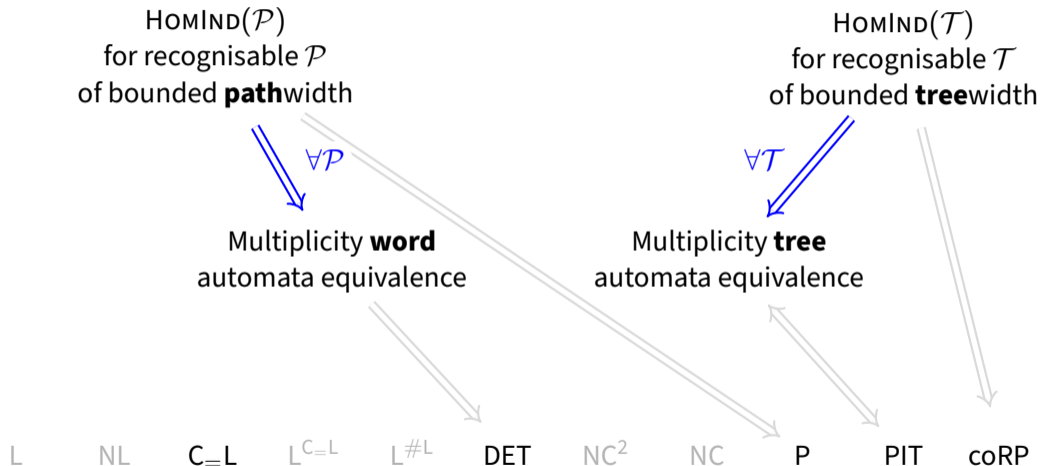 HOMIND(𝒫)
for recognisable 𝒫
of bounded pathwidth
HOMIND(𝒯)
for recognisable 𝒯
of bounded treewidth
∀𝒫
∀𝒯
Multiplicity word
automata equivalence
Multiplicity tree
automata equivalence
L NL C₌L L^{C₌L} L^{#L} DET NC² NC P PIT coRP